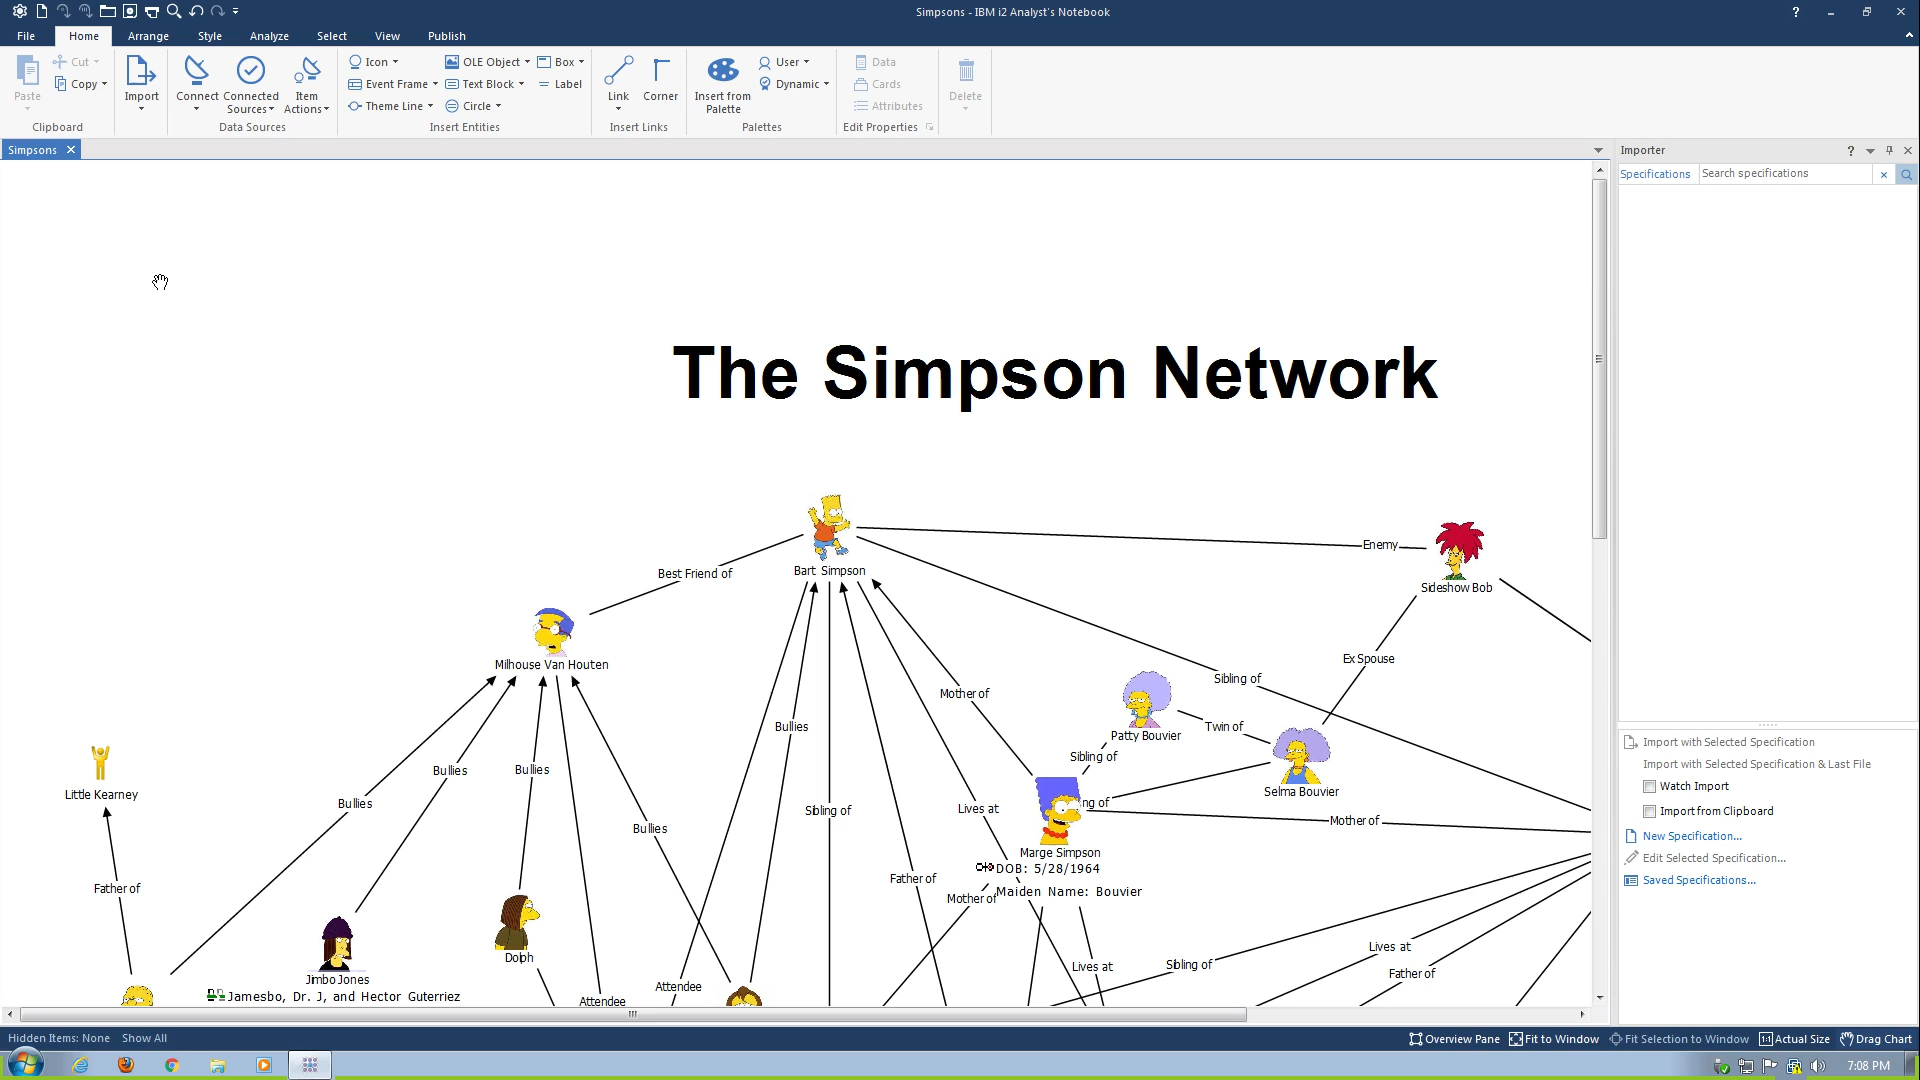 Simpsons - IBM i2 Analyst's Notebook
File Home Arrange Style Analyze Select View Publish
Paste
Cut
Copy
Clipboard
Import
Connect
Connected Sources
Item Actions
Data Sources
Icon
Event Frame
Theme Line
OLE Object
Text Block
Circle
Box
Label
Insert Entities
Link
Corner
Insert Links
Insert from Palette
User
Dynamic
Palettes
Data
Cards
Attributes
Edit Properties
Delete
Simpsons
Importer
Specifications
Search specifications
The Simpson Network
Bart Simpson
Enemy
Sideshow Bob
Best Friend of
Milhouse Van Houten
Ex Spouse
Sibling of
Mother of
Patty Bouvier
Twin of
Bullies
Sibling of
Selma Bouvier
Little Kearney
Bullies
Bullies
Bullies
Bullies
Sibling of
Lives at
ng of
Mother of
Marge Simpson
DOB: 5/28/1964
Maiden Name: Bouvier
Father of
Father of
Mother of
Dolph
Jimbo Jones
Jamesbo, Dr. J, and Hector Guterriez
Attendee
Attendee
Lives at
Sibling of
Lives at
Father of
Import with Selected Specification
Import with Selected Specification & Last File
Watch Import
Import from Clipboard
New Specification...
Edit Selected Specification...
Saved Specifications...
Hidden Items: None Show All
Overview Pane Fit to Window Fit Selection to Window Actual Size Drag Chart
7:08 PM